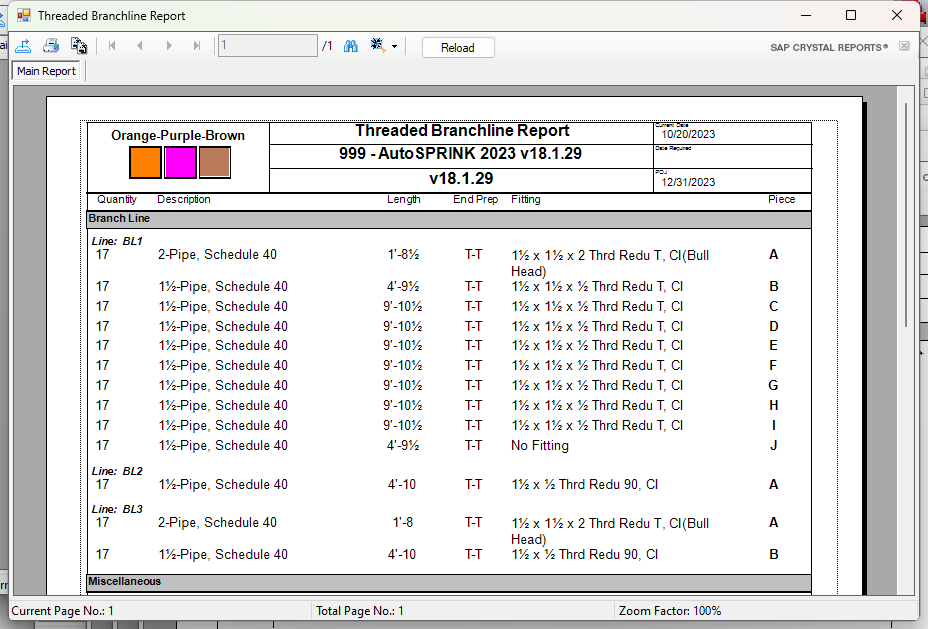 Threaded Branchline Report
1 /1 Reload SAP CRYSTAL REPORTS®
Main Report
Orange-Purple-Brown
Threaded Branchline Report
Current Date
10/20/2023
999 - AutoSPRINK 2023 v18.1.29
Date Required
v18.1.29
12/31/2023
Quantity Description Length End Prep Fitting Piece
Branch Line
Line: BL1
17 2-Pipe, Schedule 40 1'-8½ T-T 1½ x 1½ x 2 Thrd Redu T, CI(Bull A
Head)
17 1½-Pipe, Schedule 40 4'-9½ T-T 1½ x 1½ x ½ Thrd Redu T, CI B
17 1½-Pipe, Schedule 40 9'-10½ T-T 1½ x 1½ x ½ Thrd Redu T, CI C
17 1½-Pipe, Schedule 40 9'-10½ T-T 1½ x 1½ x ½ Thrd Redu T, CI D
17 1½-Pipe, Schedule 40 9'-10½ T-T 1½ x 1½ x ½ Thrd Redu T, CI E
17 1½-Pipe, Schedule 40 9'-10½ T-T 1½ x 1½ x ½ Thrd Redu T, CI F
17 1½-Pipe, Schedule 40 9'-10½ T-T 1½ x 1½ x ½ Thrd Redu T, CI G
17 1½-Pipe, Schedule 40 9'-10½ T-T 1½ x 1½ x ½ Thrd Redu T, CI H
17 1½-Pipe, Schedule 40 9'-10½ T-T 1½ x 1½ x ½ Thrd Redu T, CI I
17 1½-Pipe, Schedule 40 4'-9½ T-T No Fitting J
Line: BL2
17 1½-Pipe, Schedule 40 4'-10 T-T 1½ x ½ Thrd Redu 90, CI A
Line: BL3
17 2-Pipe, Schedule 40 1'-8 T-T 1½ x 1½ x 2 Thrd Redu T, CI(Bull A
Head)
17 1½-Pipe, Schedule 40 4'-10 T-T 1½ x ½ Thrd Redu 90, CI B
Miscellaneous
Current Page No.: 1 Total Page No.: 1 Zoom Factor: 100%